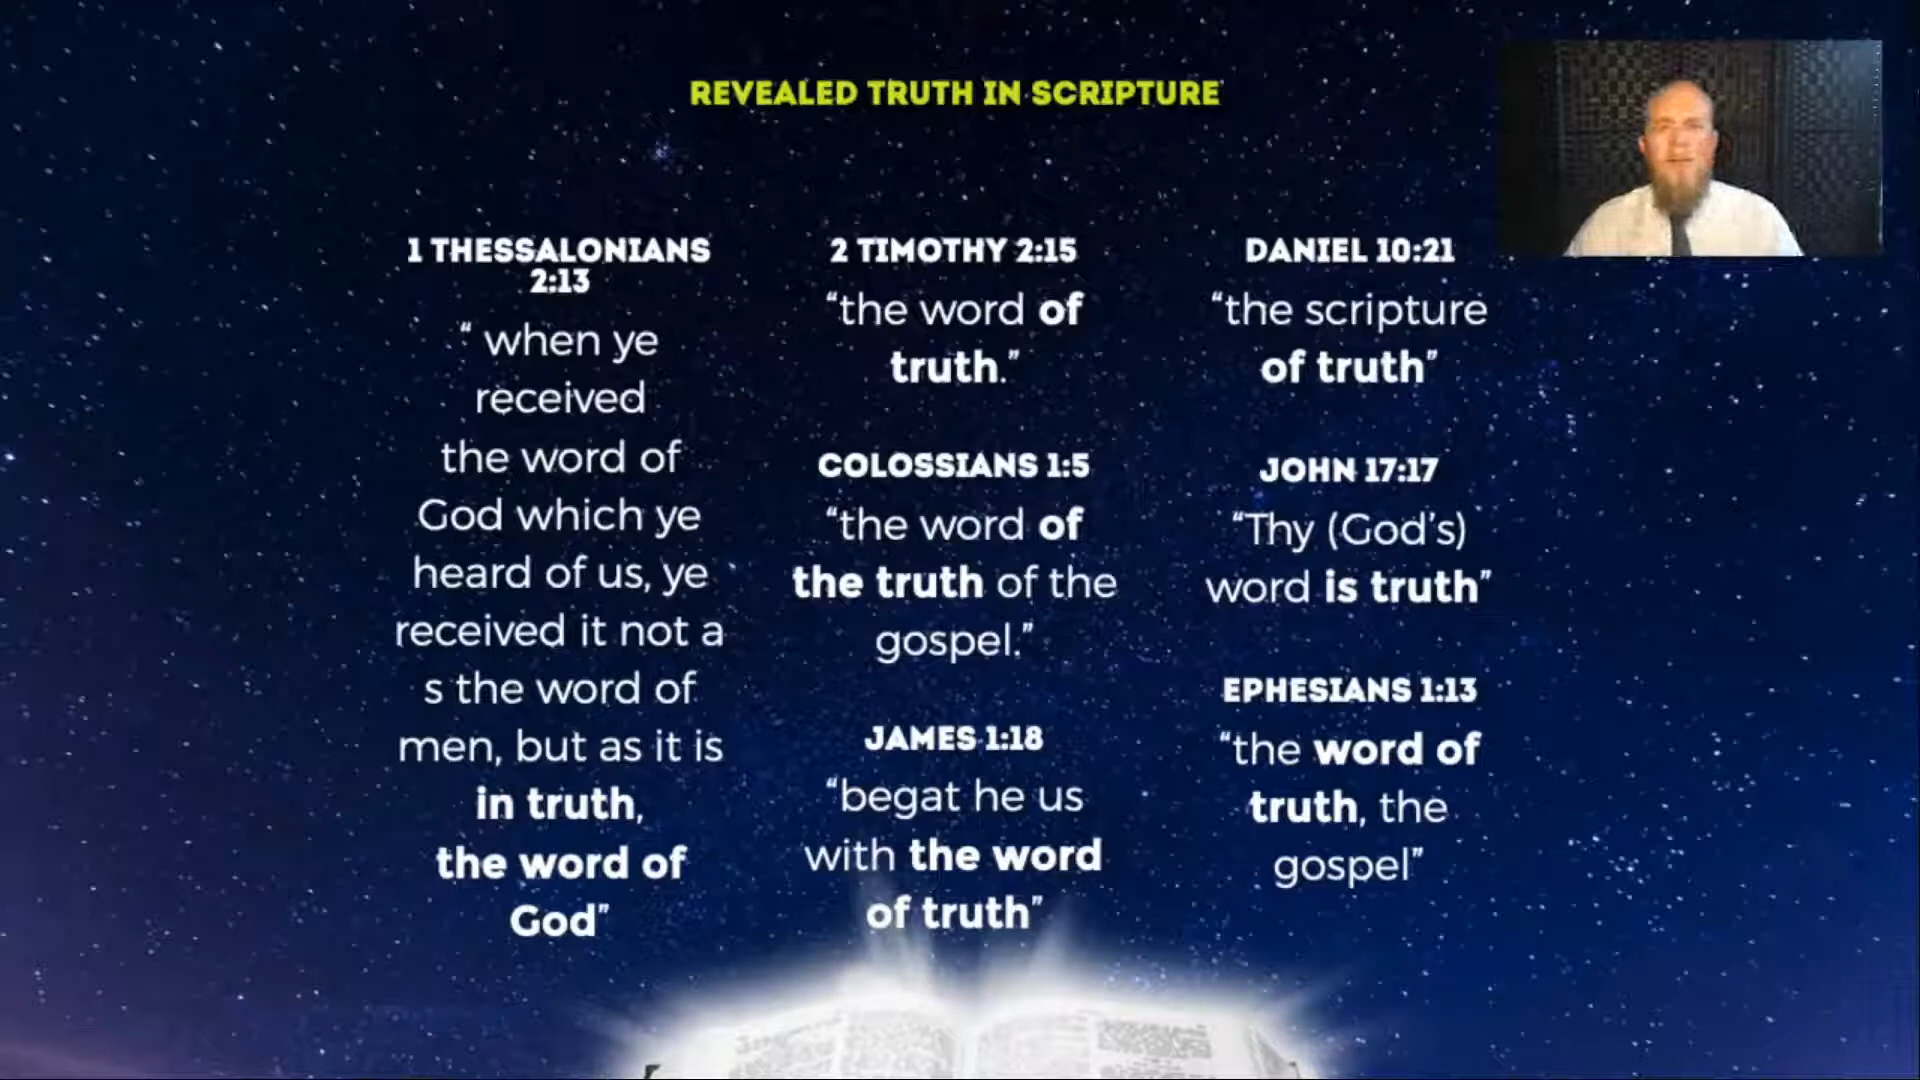 REVEALED TRUTH IN SCRIPTURE
1 THESSALONIANS
2:13
“ when ye
received
the word of
God which ye
heard of us, ye
received it not a
s the word of
men, but as it is
in truth,
the word of
God”
2 TIMOTHY 2:15
“the word of
truth.”
COLOSSIANS 1:5
“the word of
the truth of the
gospel.”
JAMES 1:18
“begat he us
with the word
of truth”
DANIEL 10:21
“the scripture
of truth”
JOHN 17:17
“Thy (God’s)
word is truth”
EPHESIANS 1:13
“the word of
truth, the
gospel”